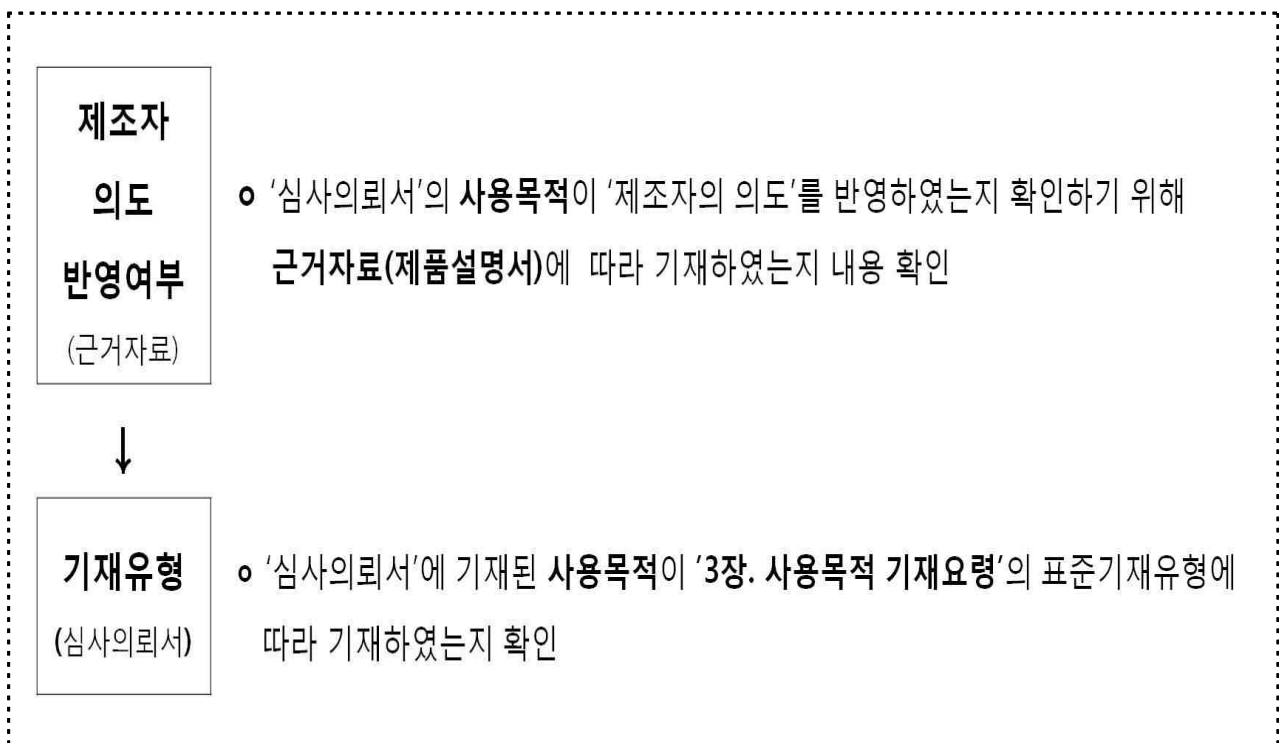 제조자
의도
반영여부
(근거자료)
ㅇ '심사의뢰서'의 사용목적이 '제조자의 의도'를 반영하였는지 확인하기 위해
근거자료(제품설명서)에 따라 기재하였는지 내용 확인
↓
기재유형
(심사의뢰서)
ㅇ '심사의뢰서'에 기재된 사용목적이 '3장. 사용목적 기재요령'의 표준기재유형에
따라 기재하였는지 확인